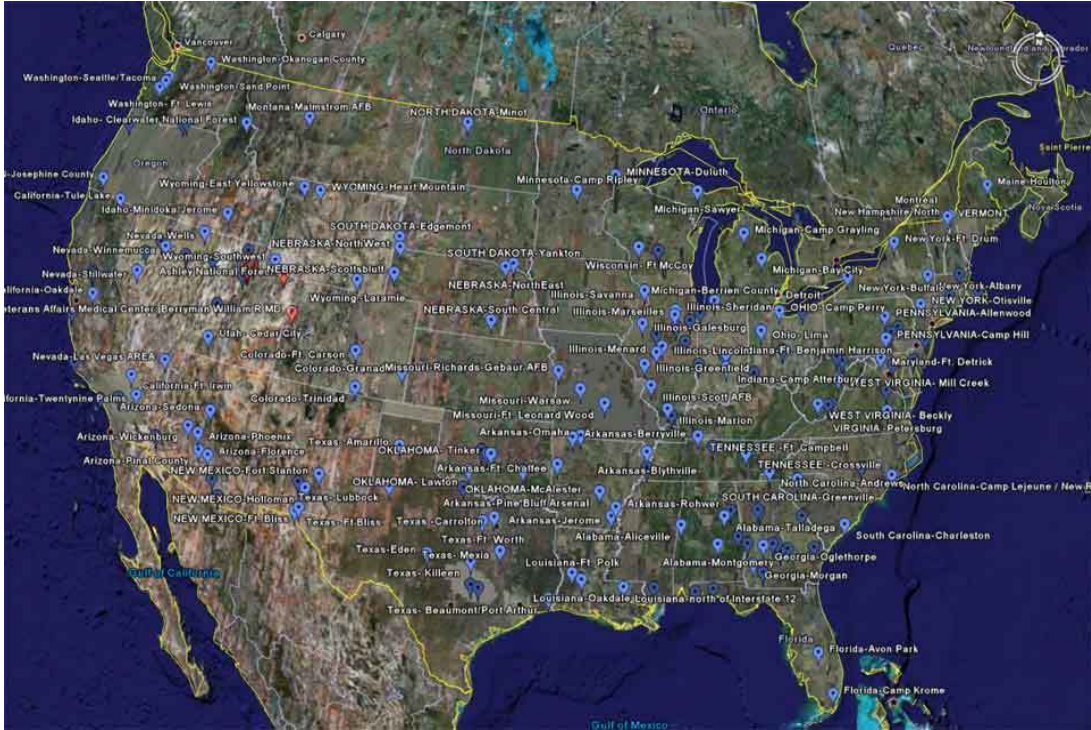 Vancouver
Calgary
Quebec
Newfoundland and Labrador
N
Washington-Okanogan County
Washington-Seattle/Tacoma
Washington-Sand Point
Ontario
Washington- Ft. Lewis
Montana-Malmstrom AFB
NORTH DAKOTA-Minot
Idaho- Clearwater National Forest
North Dakota
Saint Pierre
Oregon
MINNESOTA-Duluth
-Josephine County
Wyoming-East Yellowstone
WYOMING-Heart Mountain
Minnesota-Camp Ripley
Maine-Houlton
California-Tule Lake
Montreal
Nova Scotia
Idaho-Minidoka/Jerome
Michigan-Sawyer
New Hampshire North
VERMONT
SOUTH DAKOTA-Edgemont
Michigan-Camp Grayling
Nevada-Wells
NEBRASKA-NorthWest
New York-Ft. Drum
Nevada-Winnemucca
Wyoming-Southwest
SOUTH DAKOTA-Yankton
Wisconsin- Ft McCoy
Nevada-Stillwater
Ashley National Forest
NEBRASKA-Scottsbluff
Michigan-Bay City
California-Oakdale
NEBRASKA-NorthEast
Michigan-Berrien County
New York-Buffalo
New York-Albany
Wyoming-Laramie
Illinois-Savanna
Detroit
NEW YORK-Otisville
eterans Affairs Medical Center |Berryman William R MD
NEBRASKA-South Central
Illinois-Marseilles
Illinois-Sheridan
OHIO-Camp Perry
PENNSYLVANIA-Allenwood
Utah- Cedar City
Illinois-Galesburg
Ohio- Lima
PENNSYLVANIA-Camp Hill
Nevada-Las Vegas AREA
Colorado-Ft. Carson
Illinois-Menard
Illinois-Lincoln
Indiana-Ft. Benjamin Harrison
Colorado-Granada
Missouri-Richards-Gebaur AFB
Illinois-Greenfield
Maryland-Ft. Detrick
California-Ft. Irwin
Indiana-Camp Atterbury
WEST VIRGINIA- Mill Creek
California-Twentynine Palms
Colorado-Trinidad
Missouri-Warsaw
Illinois-Scott AFB
Arizona-Sedona
Missouri-Ft. Leonard Wood
Illinois-Marion
WEST VIRGINIA- Beckly
VIRGINIA-Petersburg
Arizona-Wickenburg
Arizona-Phoenix
Texas- Amarillo
Arkansas-Omaha
Arkansas-Berryville
Arizona-Florence
OKLAHOMA- Tinker
TENNESSEE -Ft. Campbell
Arizona-Pinal County
Arkansas-Ft. Chaffee
Arkansas-Blythville
TENNESSEE-Crossville
NEW MEXICO-Fort Stanton
OKLAHOMA- Lawton
OKLAHOMA-McAlester
North Carolina-Andrews
North Carolina-Camp Lejeune / New R
NEW MEXICO-Holloman
Texas-Lubbock
Arkansas-Pine Bluff Arsenal
Arkansas-Rohwer
SOUTH CAROLINA-Greenville
NEW MEXICO-Ft. Bliss
Texas-Ft Bliss
Texas- Carrolton
Arkansas-Jerome
Alabama-Talladega
Texas-Ft. Worth
Alabama-Aliceville
South Carolina-Charleston
Texas-Eden
Texas- Mexia
Georgia-Oglethorpe
Louisiana-Ft. Polk
Alabama-Montgomery
Gulf of California
Texas-Killeen
Georgia-Morgan
Texas- Beaumont/Port Arthur
Louisiana-Oakdale
Louisiana-north of Interstate 12
Florida
Florida-Avon Park
Florida-Camp Krome
Gulf of Mexico